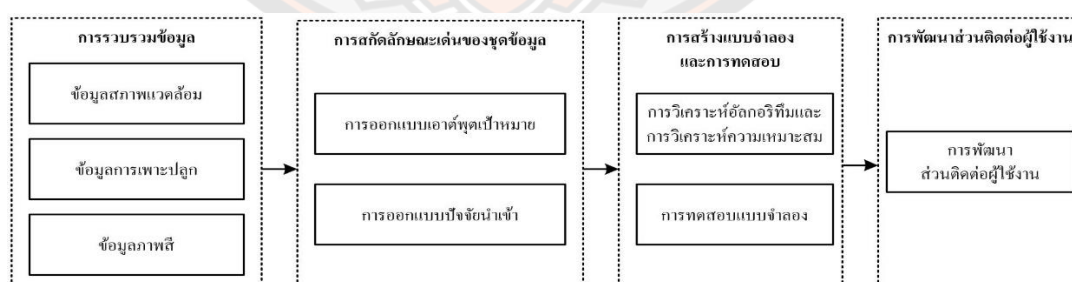 การรวบรวมข้อมูล
ข้อมูลสภาพแวดล้อม
ข้อมูลการเพาะปลูก
ข้อมูลภาพสี
การสกัดลักษณะเด่นของชุดข้อมูล
การออกแบบเอาต์พุตเป้าหมาย
การออกแบบปัจจัยนำเข้า
การสร้างแบบจำลอง
และการทดสอบ
การวิเคราะห์อัลกอริทึมและ
การวิเคราะห์ความเหมาะสม
การทดสอบแบบจำลอง
การพัฒนาส่วนติดต่อผู้ใช้งาน
การพัฒนา
ส่วนติดต่อผู้ใช้งาน